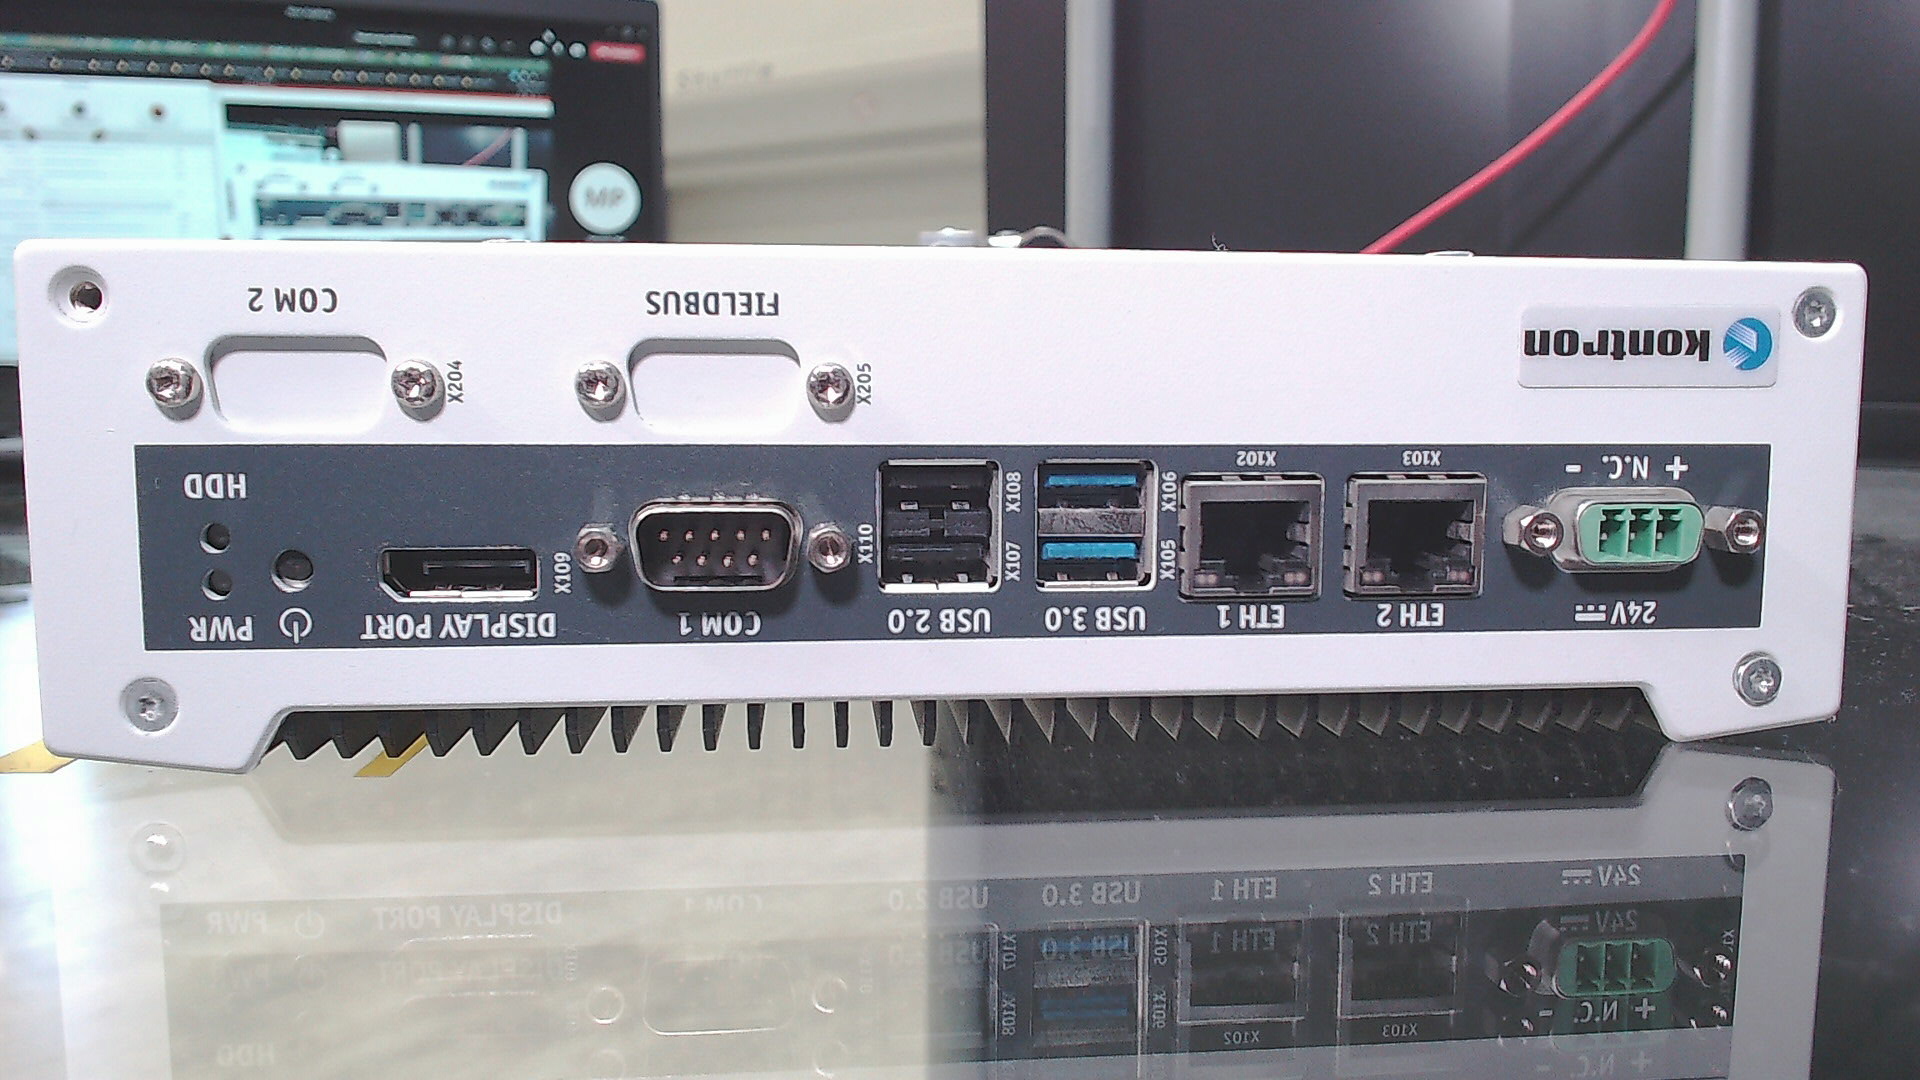 MP
24V ETH 2 ETH 1 USB 3.0 USB 2.0 COM 1 DISPLAY PORT PWR
X105 X107 X110 X109
X106 X108
+ N.C. - X103 X102 HDD
kontron
X205 X204
FIELDBUS COM 2